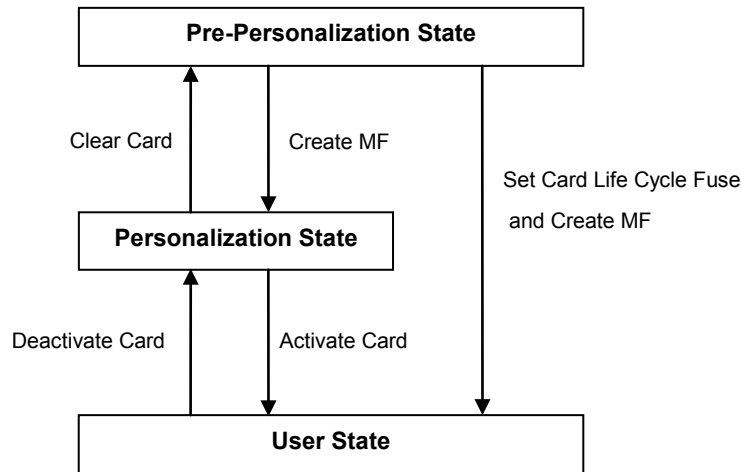 Pre-Personalization State
Clear Card
Create MF
Set Card Life Cycle Fuse
and Create MF
Personalization State
Deactivate Card
Activate Card
User State